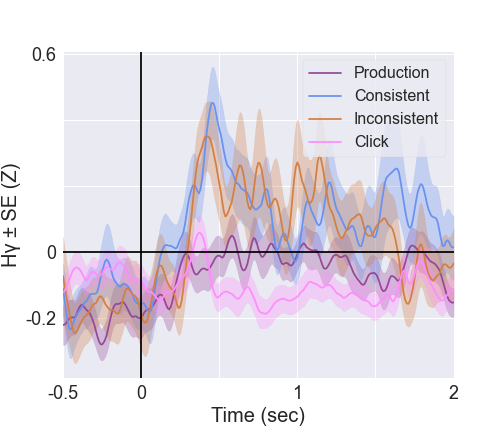 0.6
0
-0.2
Hγ ± SE (Z)
Production
Consistent
Inconsistent
Click
-0.5
0
1
2
Time (sec)